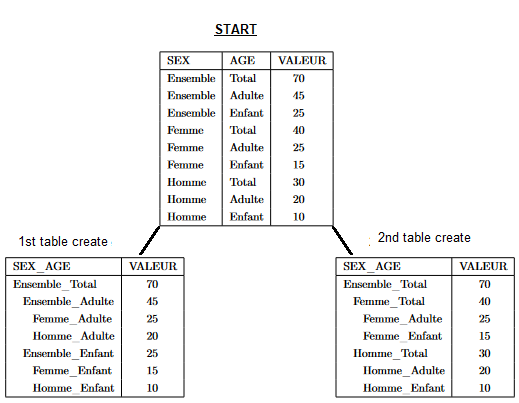 START
SEX AGE VALEUR
Ensemble Total 70
Ensemble Adulte 45
Ensemble Enfant 25
Femme Total 40
Femme Adulte 25
Femme Enfant 15
Homme Total 30
Homme Adulte 20
Homme Enfant 10
1st table create
SEX_AGE VALEUR
Ensemble_Total 70
Ensemble_Adulte 45
Femme_Adulte 25
Homme_Adulte 20
Ensemble_Enfant 25
Femme_Enfant 15
Homme_Enfant 10
2nd table create
SEX_AGE VALEUR
Ensemble_Total 70
Femme_Total 40
Femme_Adulte 25
Femme_Enfant 15
Homme_Total 30
Homme_Adulte 20
Homme_Enfant 10